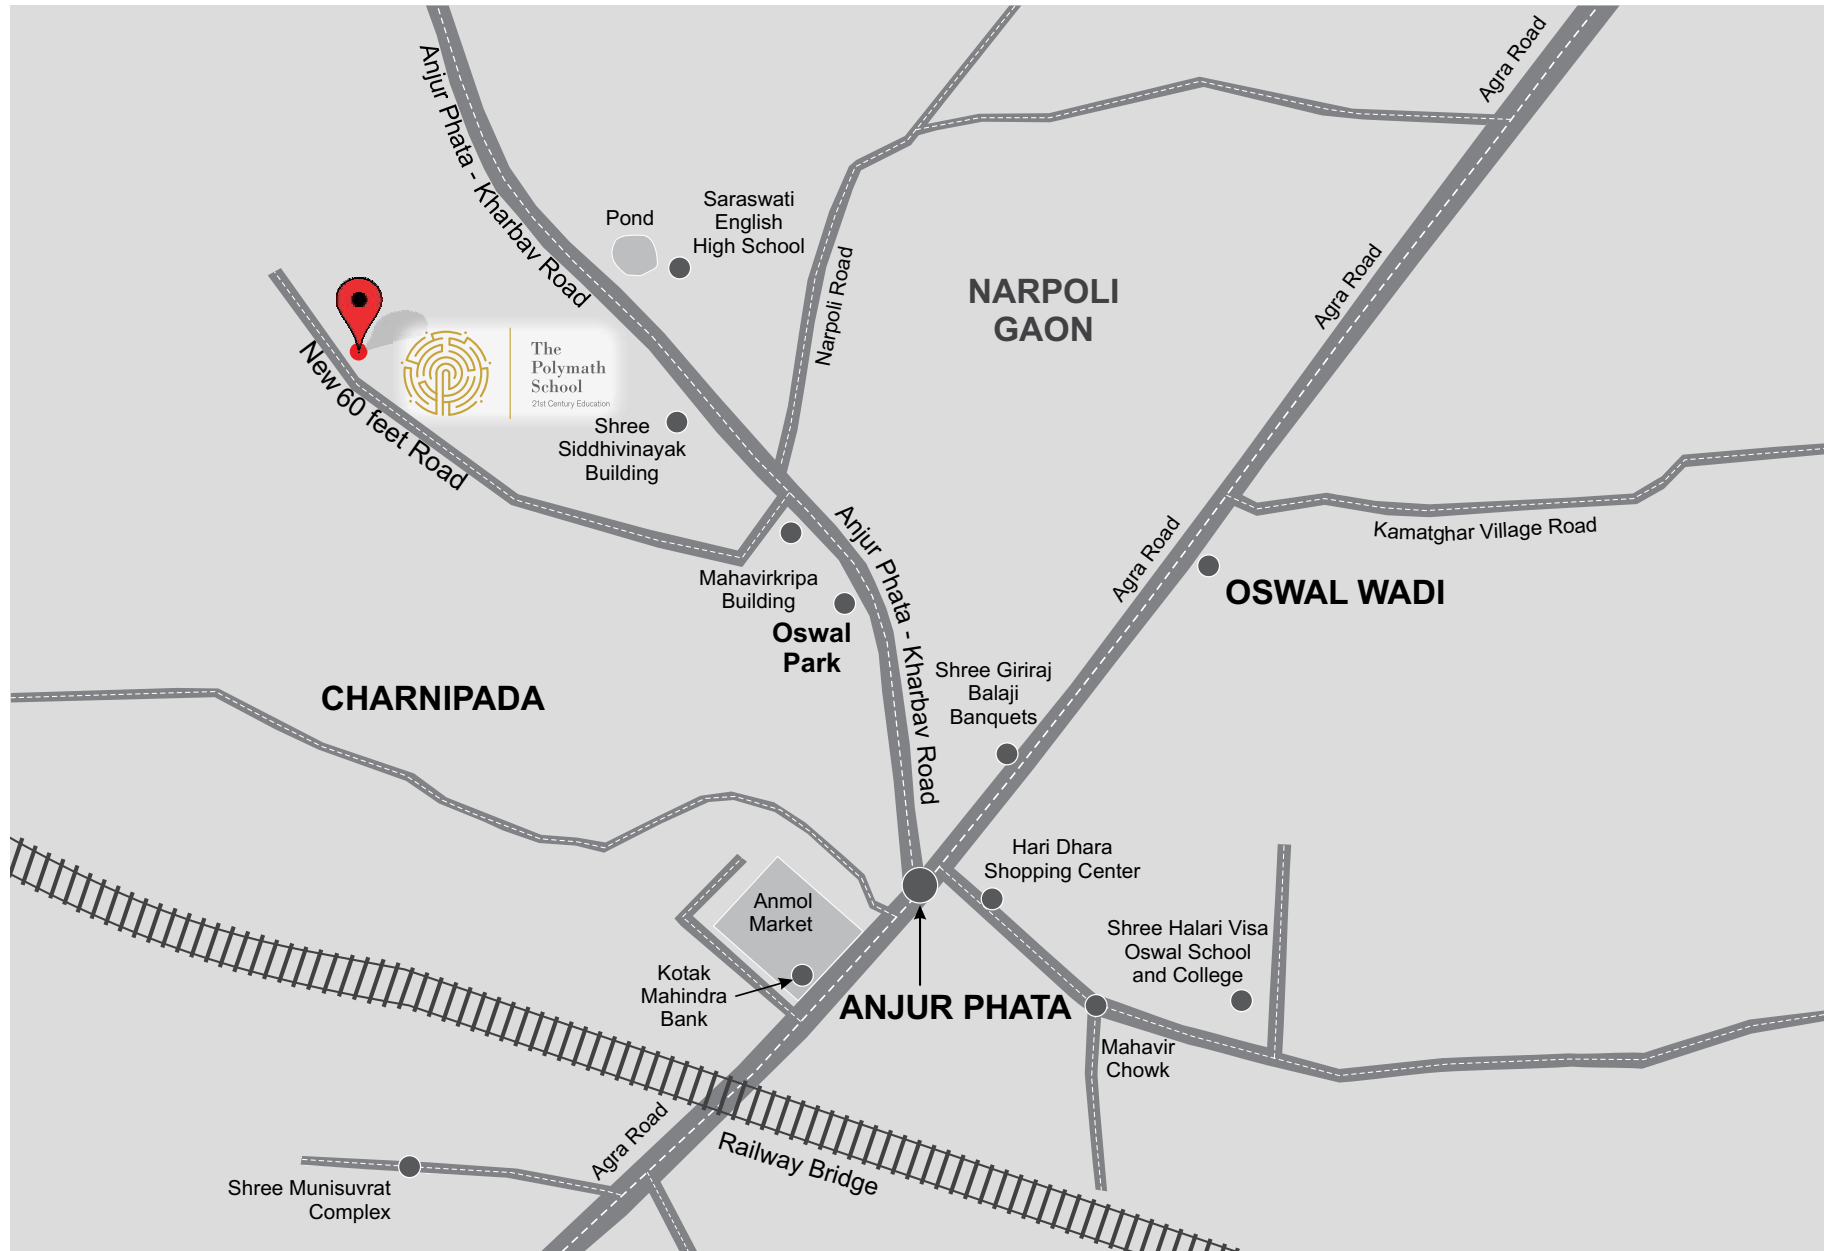 Agra Road
Anjur Phata - Kharbav Road
Saraswati
English
High School
Pond
Narpoli Road
NARPOLI
GAON
Agra Road
The
Polymath
School
21st Century Education
New 60 feet Road
Shree
Siddhivinayak
Building
Anjur Phata - Kharbav Road
Agra Road
Kamatghar Village Road
OSWAL WADI
Mahavirkripa
Building
Oswal
Park
Shree Giriraj
Balaji
Banquets
CHARNIPADA
Hari Dhara
Shopping Center
Anmol
Market
Shree Halari Visa
Oswal School
and College
Kotak
Mahindra
Bank
ANJUR PHATA
Mahavir
Chowk
Agra Road
Railway Bridge
Shree Munisuvrat
Complex